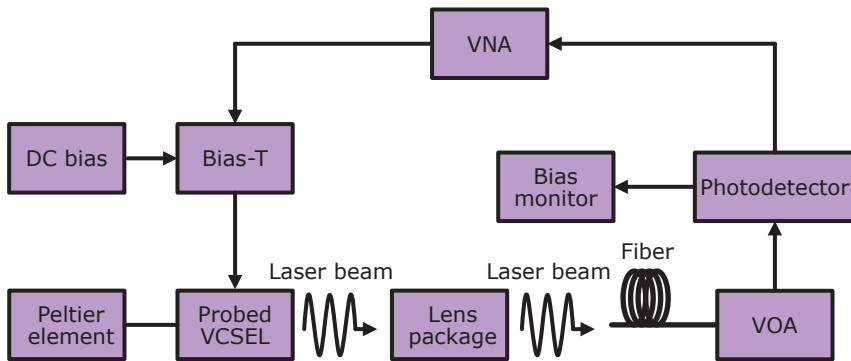 VNA
DC bias
Bias-T
Bias
monitor
Photodetector
Fiber
Laser beam
Laser beam
Peltier
element
Probed
VCSEL
Lens
package
VOA